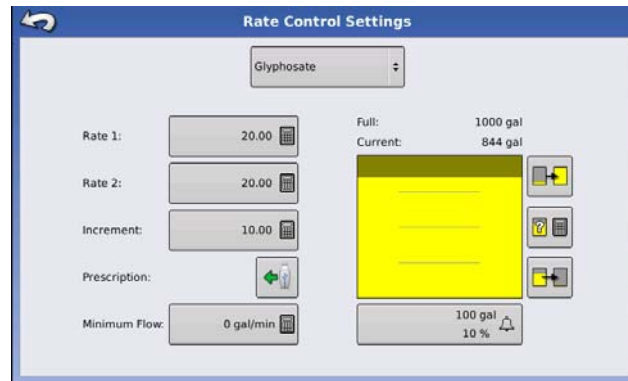 Rate Control Settings
Glyphosate
Rate 1: 20.00
Rate 2: 20.00
Increment: 10.00
Prescription:
Minimum Flow: 0 gal/min
Full: 1000 gal
Current: 844 gal
?
100 gal
10 %